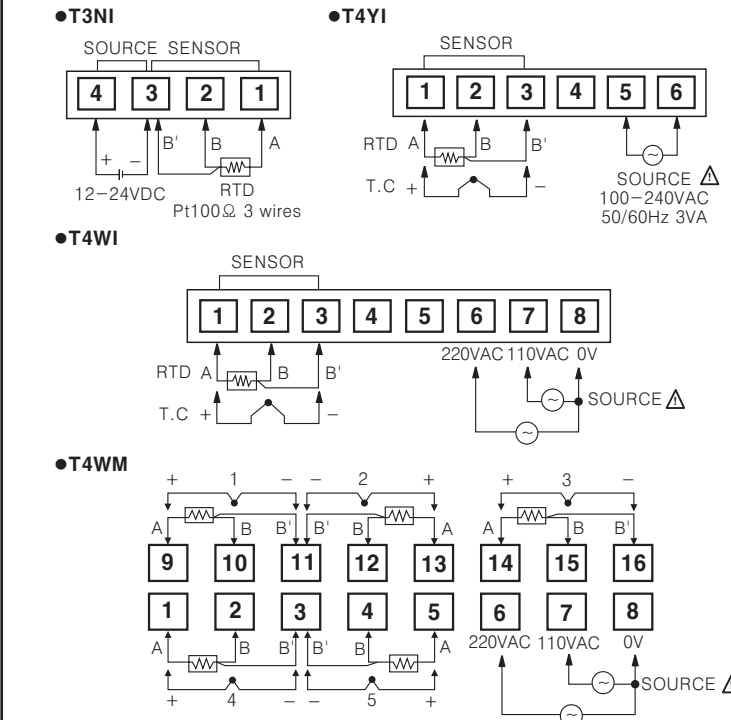 ●T3NI
SOURCE SENSOR
4 3 2 1
+ − B' B A
12−24VDC
RTD
Pt100Ω 3 wires
●T4YI
SENSOR
1 2 3 4 5 6
RTD A B B'
T.C + −
SOURCE ⚠
100−240VAC
50/60Hz 3VA
●T4WI
SENSOR
1 2 3 4 5 6 7 8
220VAC 110VAC 0V
RTD A B B'
SOURCE ⚠
T.C + −
●T4WM
+ 1 − − 2 + + 3 −
A B B' B' B A A B B'
9 10 11 12 13 14 15 16
1 2 3 4 5 6 7 8
220VAC 110VAC 0V
A B B' B' B A
SOURCE ⚠
+ 4 − − 5 +